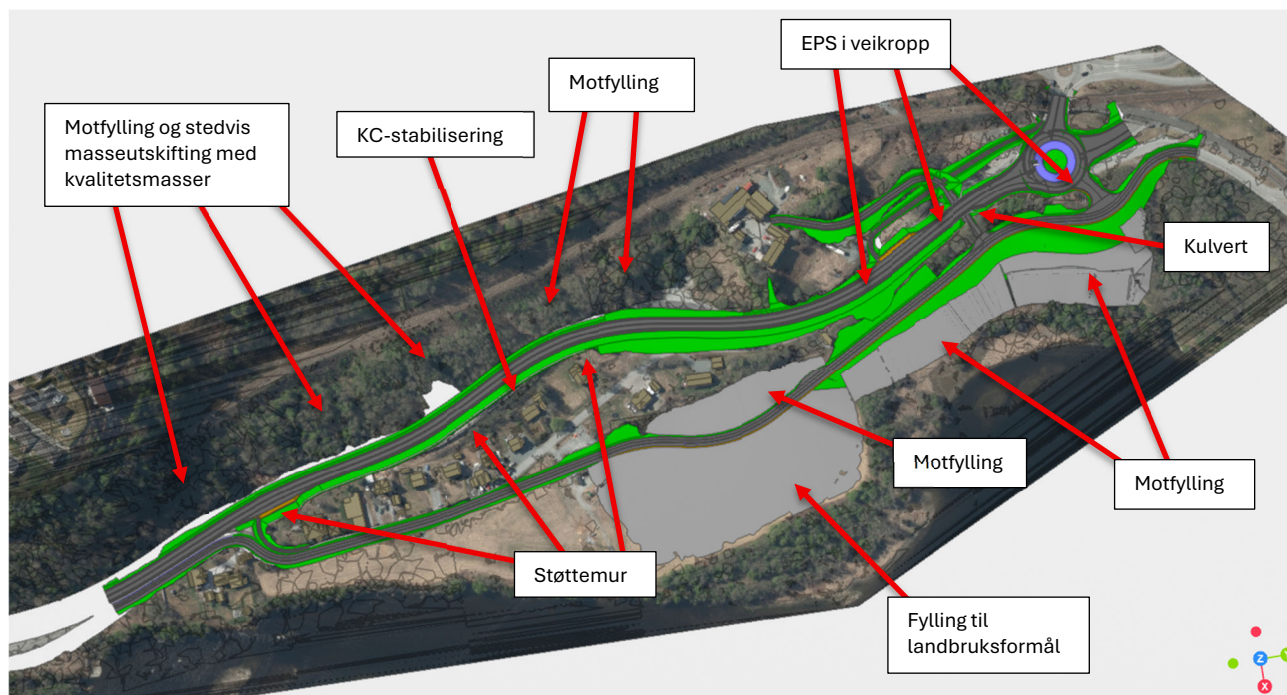 EPS i veikropp
Motfylling
Motfylling og stedvis
masseutskifting med
kvalitetsmasser
KC-stabilisering
Kulvert
Motfylling
Motfylling
Støttemur
Fylling til
landbruksformål
Z
Y
X